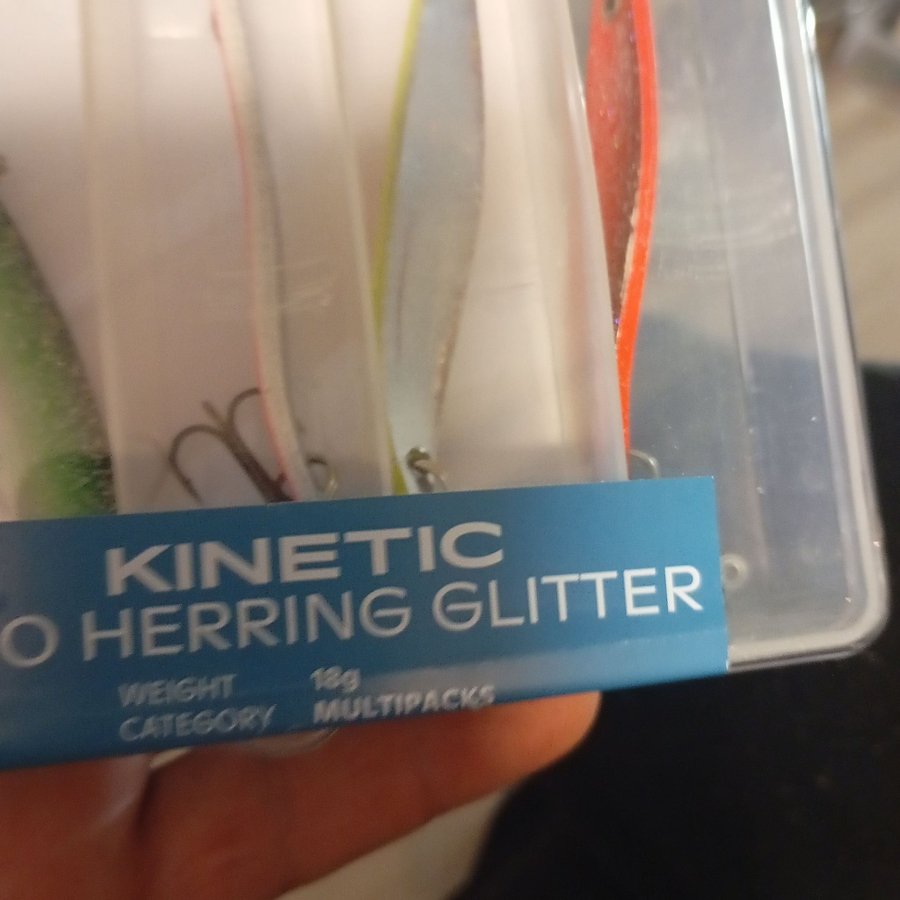 KINETIC
O HERRING GLITTER
WEIGHT 18g
CATEGORY MULTIPACKS